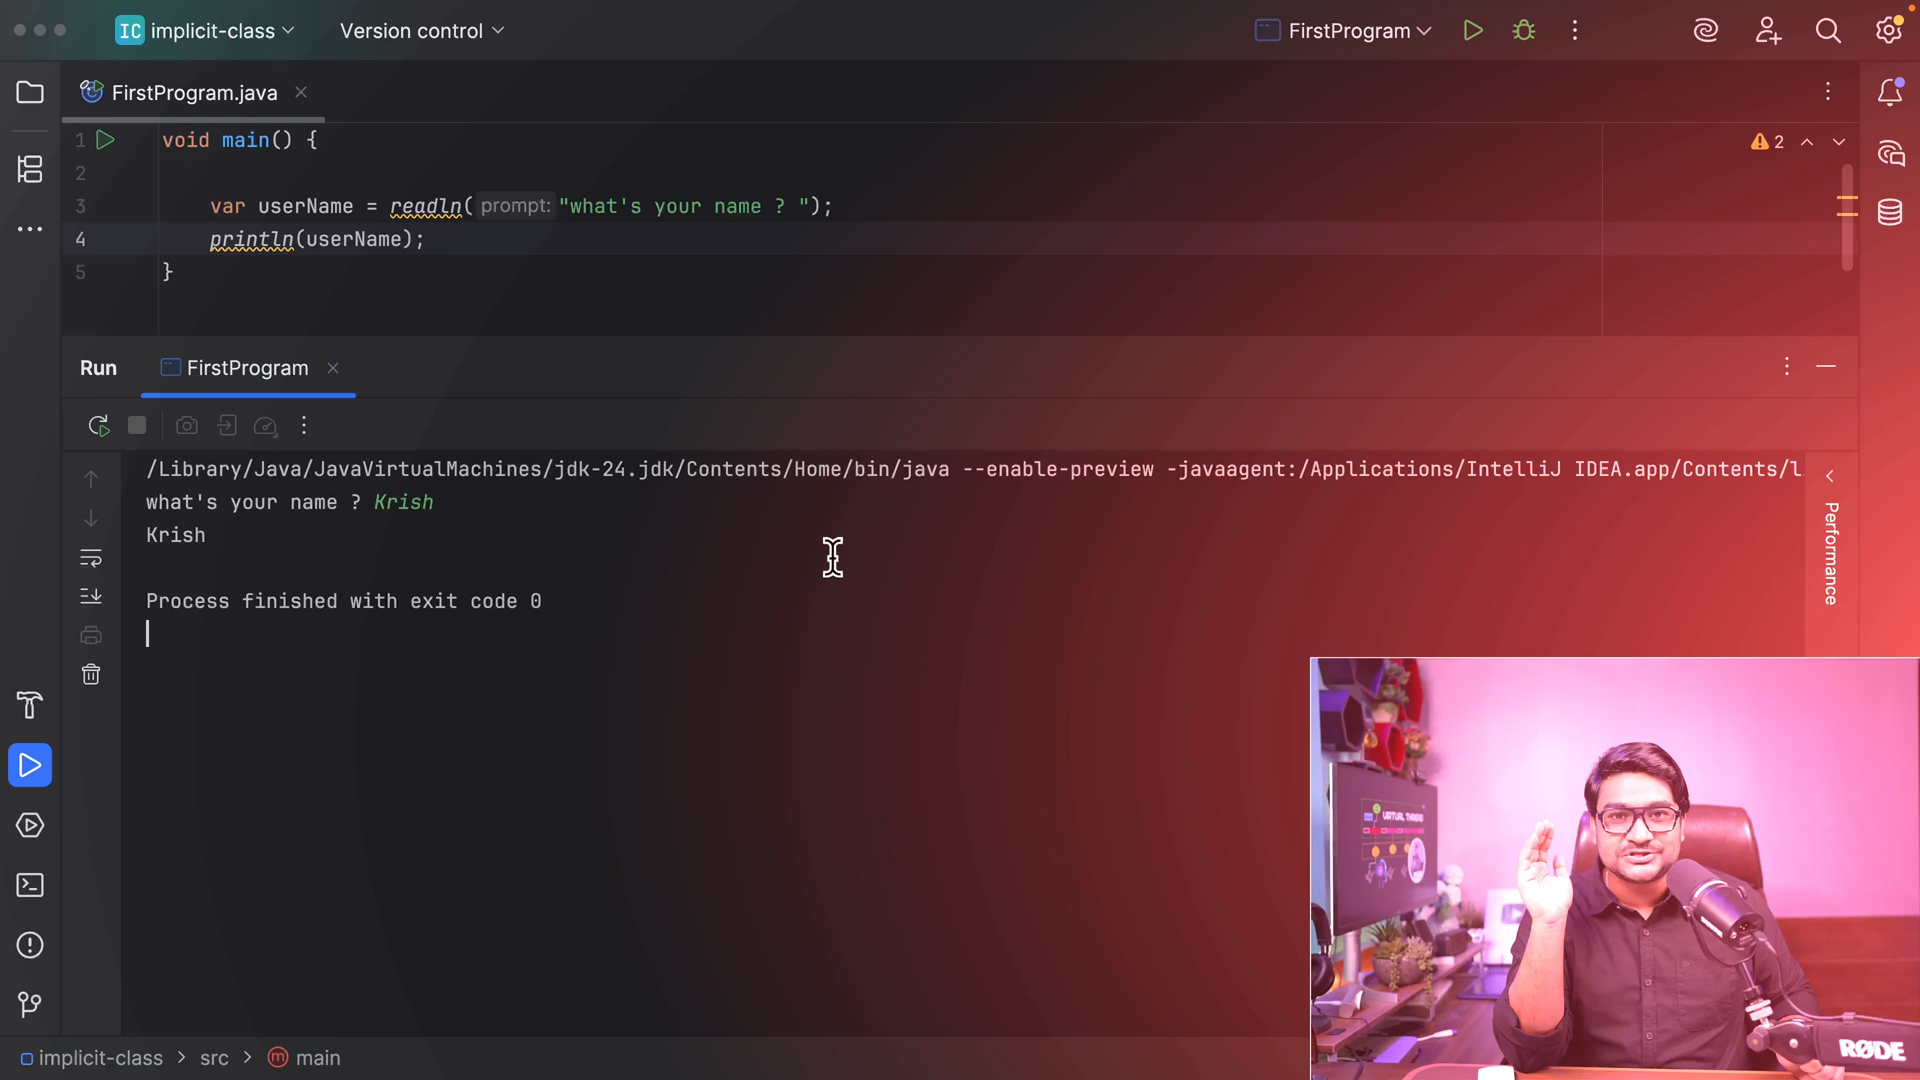 IC implicit-class
Version control
FirstProgram
FirstProgram.java
2
1 void main() {
2
3 var userName = readln( prompt: "what's your name ? ");
4 println(userName);
5 }
Run
FirstProgram
/Library/Java/JavaVirtualMachines/jdk-24.jdk/Contents/Home/bin/java --enable-preview -javaagent:/Applications/IntelliJ IDEA.app/Contents/l
what's your name ? Krish
Krish
Process finished with exit code 0
Performance
VIRTUAL THREAD
RØDE
implicit-class > src > m main